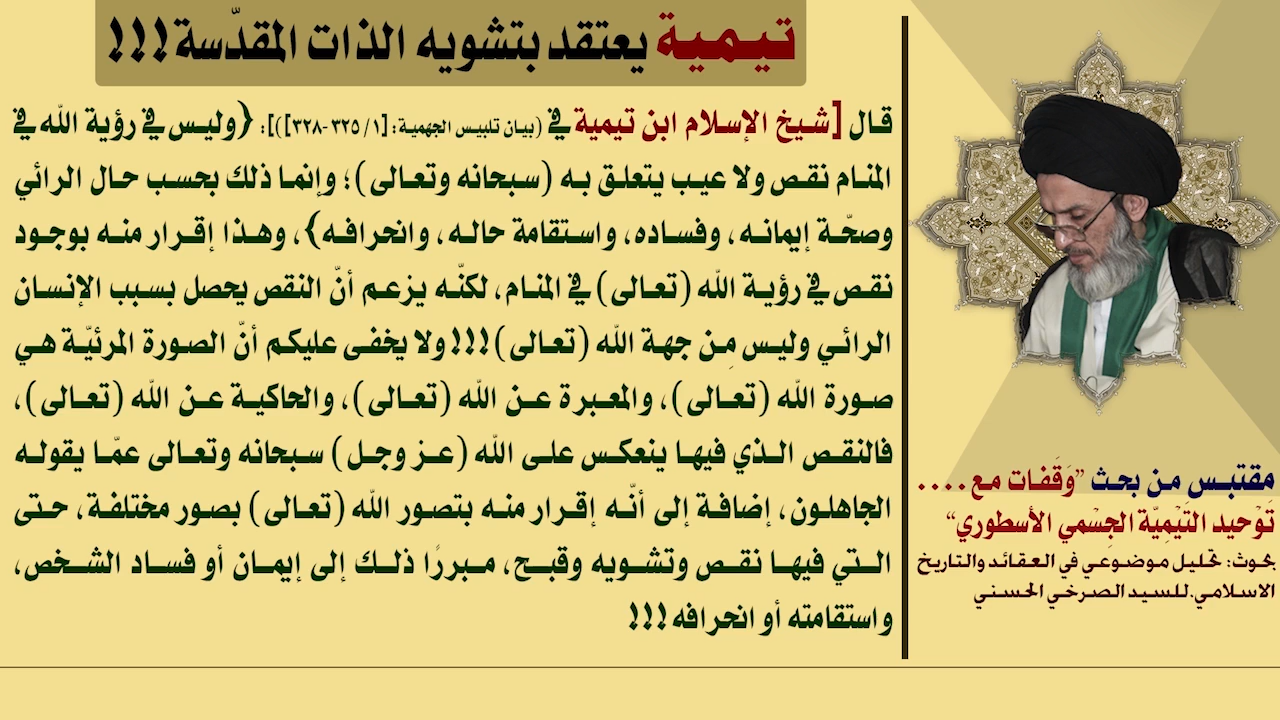 تيمية يعتقد بتشويه الذات المقدّسة!!!
قال [شيخ الإسلام ابن تيمية في (بيان تلبيس الجهمية: [١/ ٣٢٥ -٣٢٨])]: {وليس في رؤية الله في
المنام نقص ولا عيب يتعلق به (سبحانه وتعالى)؛ وإنما ذلك بحسب حال الرائي
وصحّة إيمانه، وفساده، واستقامة حاله، وانحرافه}، وهذا إقرار منه بوجود
نقص في رؤية الله (تعالى) في المنام، لكنّه يزعم أنّ النقص يحصل بسبب الإنسان
الرائي وليس مِن جهة الله (تعالى)!!! ولا يخفى عليكم أنّ الصورة المرئيّة هي
صورة الله (تعالى)، والمعبرة عن الله (تعالى)، والحاكية عن الله (تعالى)،
فالنقص الذي فيها ينعكس على الله (عز وجل) سبحانه وتعالى عمّا يقوله
الجاهلون، إضافة إلى أنّه إقرار منه بتصور الله (تعالى) بصور مختلفة، حتى
التي فيها نقص وتشويه وقبح، مبررًا ذلك إلى إيمان أو فساد الشخص،
واستقامته أو انحرافه!!!
مقتبس مِن بحث "وَقَفات مع....
تَوْحيد التَيْمِيّة الجِسْمي الأسطوري"
بحوث: تحليل موضوعي في العقائد والتاريخ
الاسلامي.للسيد الصرخي الحسني